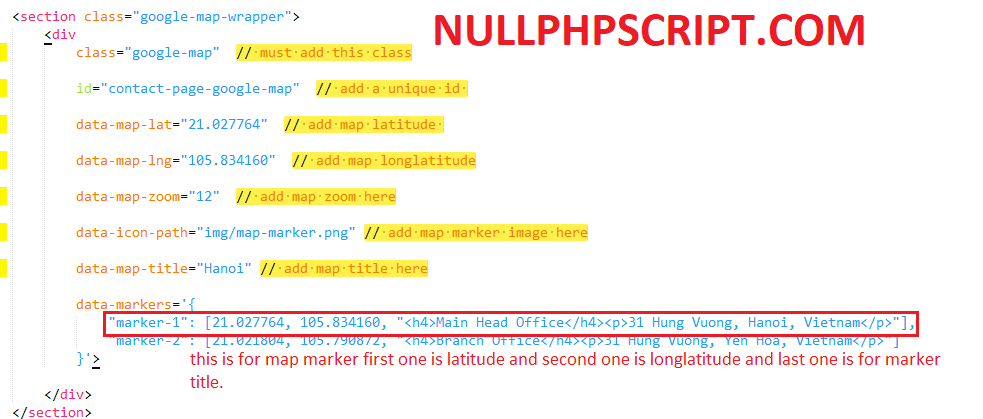 <section class="google-map-wrapper">
NULLPHPSCRIPT.COM
<div
class="google-map" // must add this class
id="contact-page-google-map" // add a unique id
data-map-lat="21.027764" // add map latitude
data-map-lng="105.834160" // add map longlatitude
data-map-zoom="12" // add map zoom here
data-icon-path="img/map-marker.png" // add map marker image here
data-map-title="Hanoi" // add map title here
data-markers='{
"marker-1": [21.027764, 105.834160, "<h4>Main Head Office</h4><p>31 Hung Vuong, Hanoi, Vietnam</p>"],
"marker-2": [21.021804, 105.790872, "<h4>Branch Office</h4><p>31 Hung Vuong, Yen Hoa, Vietnam</p>"]
}'>
this is for map marker first one is latitude and second one is longlatitude and last one is for marker
title.
</div>
</section>